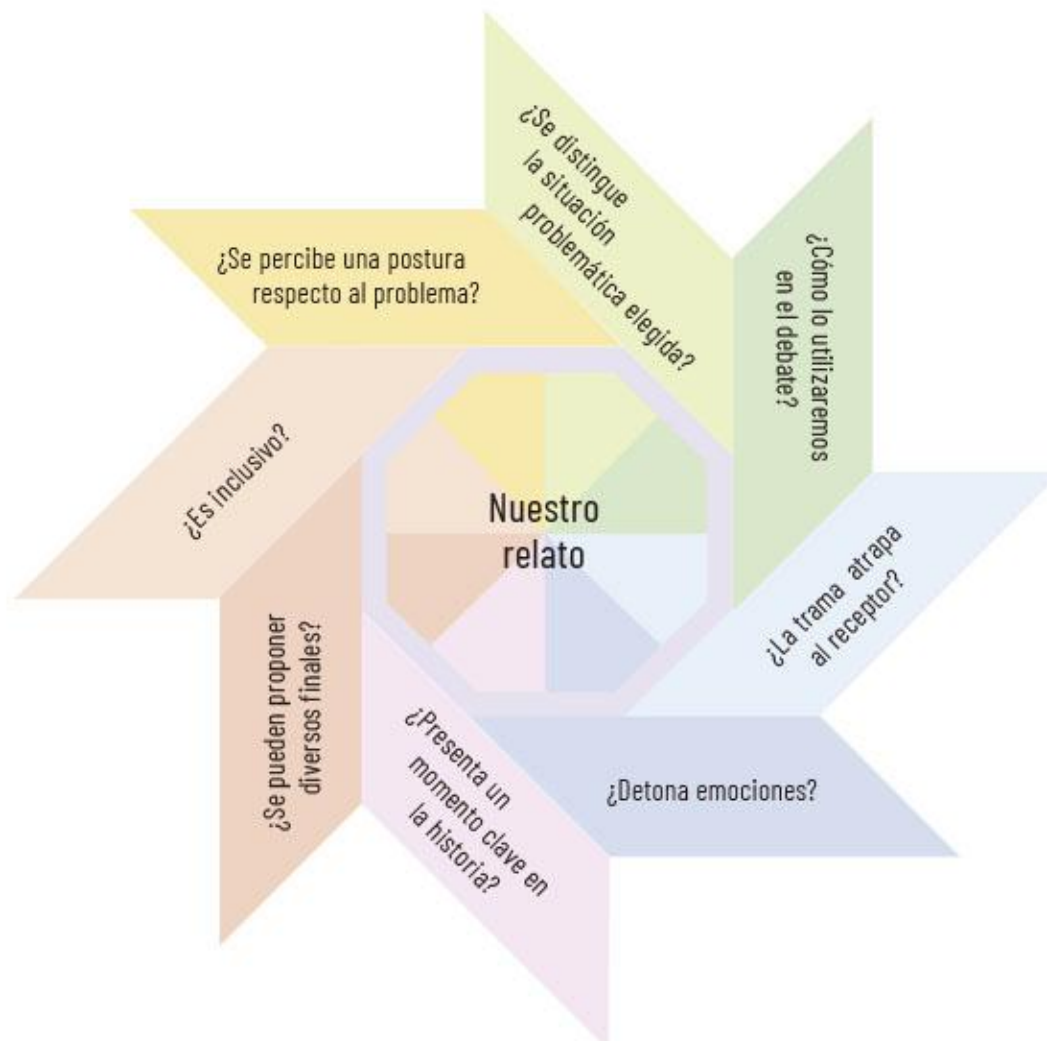 ¿Se distingue
la situación
problemática elegida?
¿Cómo lo utilizaremos
en el debate?
¿La trama atrapa
al receptor?
¿Detona emociones?
¿Presenta un
momento clave en
la historia?
¿Se pueden proponer
diversos finales?
¿Es inclusivo?
¿Se percibe una postura
respecto al problema?
Nuestro
relato